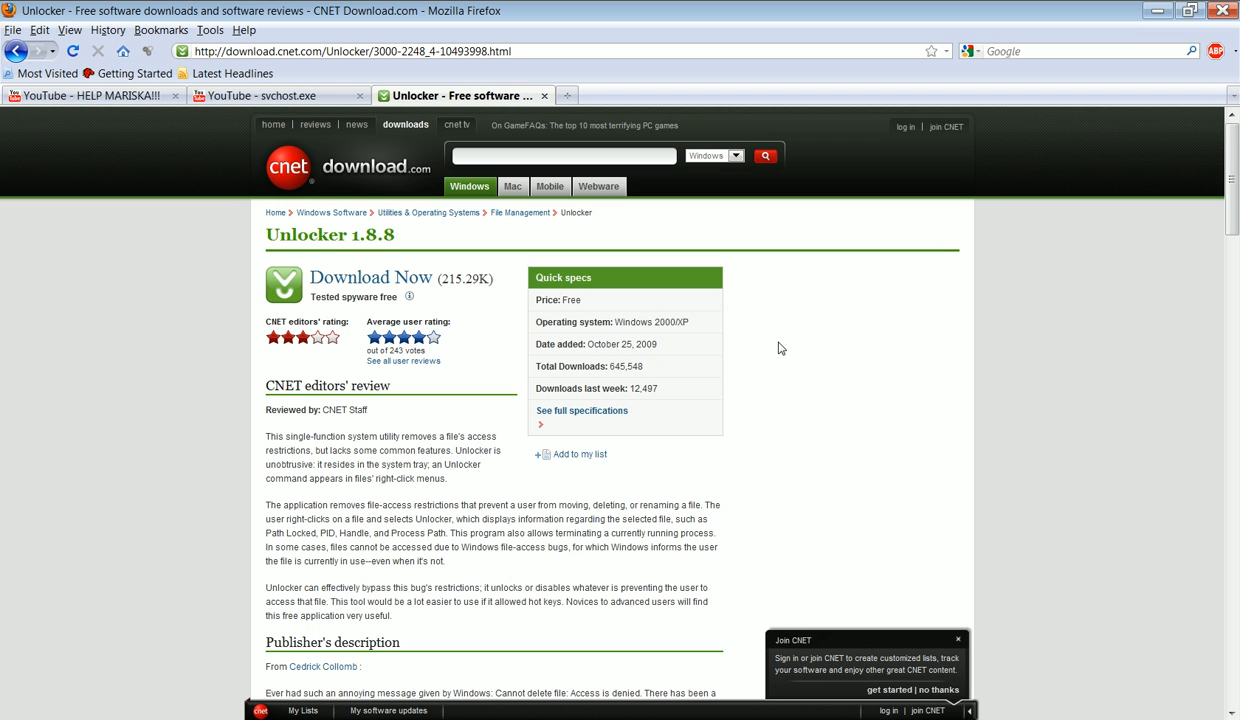 Unlocker - Free software downloads and software reviews - CNET Download.com - Mozilla Firefox
File Edit View History Bookmarks Tools Help
http://download.cnet.com/Unlocker/3000-2248_4-10493998.html
Google
ABP
Most Visited Getting Started Latest Headlines
YouTube - HELP MARISKA!!!
YouTube - svchost.exe
Unlocker - Free software ...
home | reviews | news downloads cnet tv On GameFAQs: The top 10 most terrifying PC games
log in | join CNET
cnet download.com
Windows
Windows Mac Mobile Webware
Home > Windows Software > Utilities & Operating Systems > File Management > Unlocker
Unlocker 1.8.8
Download Now (215.29K)
Tested spyware free
CNET editors' rating:
Average user rating:
out of 243 votes
See all user reviews
Quick specs
Price: Free
Operating system: Windows 2000/XP
Date added: October 25, 2009
Total Downloads: 645,548
Downloads last week: 12,497
See full specifications
>
+ Add to my list
CNET editors' review
Reviewed by: CNET Staff
This single-function system utility removes a file's access
restrictions, but lacks some common features. Unlocker is
unobtrusive: it resides in the system tray; an Unlocker
command appears in files' right-click menus.
The application removes file-access restrictions that prevent a user from moving, deleting, or renaming a file. The
user right-clicks on a file and selects Unlocker, which displays information regarding the selected file, such as
Path Locked, PID, Handle, and Process Path. This program also allows terminating a currently running process.
In some cases, files cannot be accessed due to Windows file-access bugs, for which Windows informs the user
the file is currently in use--even when it's not.
Unlocker can effectively bypass this bug's restrictions; it unlocks or disables whatever is preventing the user to
access that file. This tool would be a lot easier to use if it allowed hot keys. Novices to advanced users will find
this free application very useful.
Publisher's description
From Cedrick Collomb :
Ever had such an annoying message given by Windows: Cannot delete file: Access is denied. There has been a
Join CNET
Sign in or join CNET to create customized lists, track
your software and enjoy other great CNET content.
get started | no thanks
cnet My Lists | My software updates | log in | join CNET